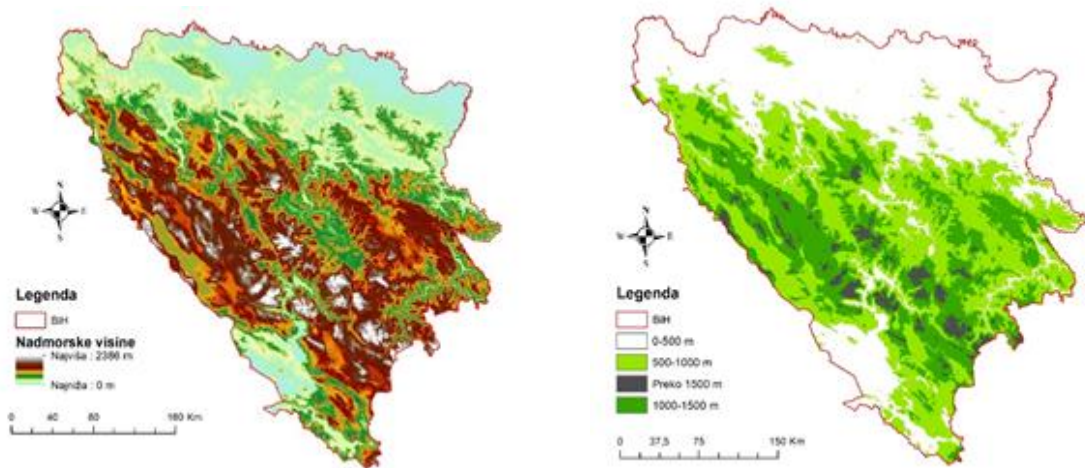 N
W E
S
Legenda
BiH
Nadmorske visine
Najviša : 2386 m
Najniža : 0 m
0 40 80 160 Km
N
W E
S
Legenda
BiH
0-500 m
500-1000 m
Preko 1500 m
1000-1500 m
0 37,5 75 150 Km